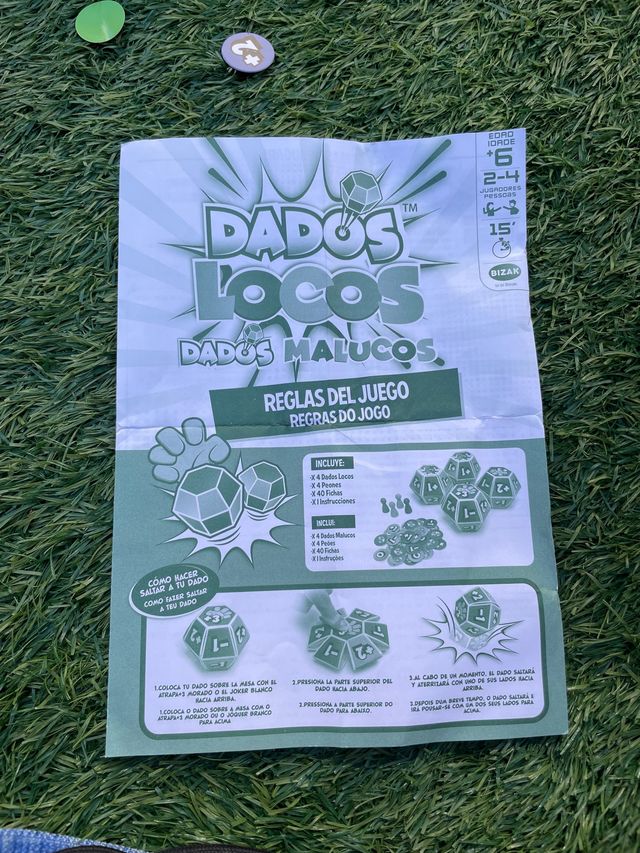 +2
EDAD
IDADE
+6
2-4
JUGADORES
PESSOAS
15'
BIZAK
DADOS™
LOCOS
DADOS MALUCOS
REGLAS DEL JUEGO
REGRAS DO JOGO
INCLUYE:
-X 4 Dados Locos
-X 4 Peones
-X 40 Fichas
-X 1 Instrucciones
INCLUI:
-X 4 Dados Malucos
-X 4 Peões
-X 40 Fichas
-X 1 Instruções
CÓMO HACER
SALTAR A TU DADO
COMO FAZER SALTAR
A TEU DADO
+3
-1
+2
1.COLOCA TU DADO SOBRE LA MESA CON EL
ATRAPA+3 MORADO O EL JOKER BLANCO
HACIA ARRIBA.
1.COLOCA O DADO SOBRE A MESA COM O
ATRAPA+3 MORADO OU O JÓQUER BRANCO
PARA ACIMA
2.PRESIONA LA PARTE SUPERIOR DEL
DADO HACIA ABAJO.
2.PRESSIONA A PARTE SUPERIOR DO
DADO PARA ABAIXO.
3.AL CABO DE UN MOMENTO, EL DADO SALTARÁ
Y ATERRIZARÁ CON UNO DE SUS LADOS HACIA
ARRIBA.
3.DEPOIS DUM BREVE TEMPO, O DADO SALTARÁ E
IRÁ POUSAR-SE COM UM DOS SEUS LADOS PARA
ACIMA.